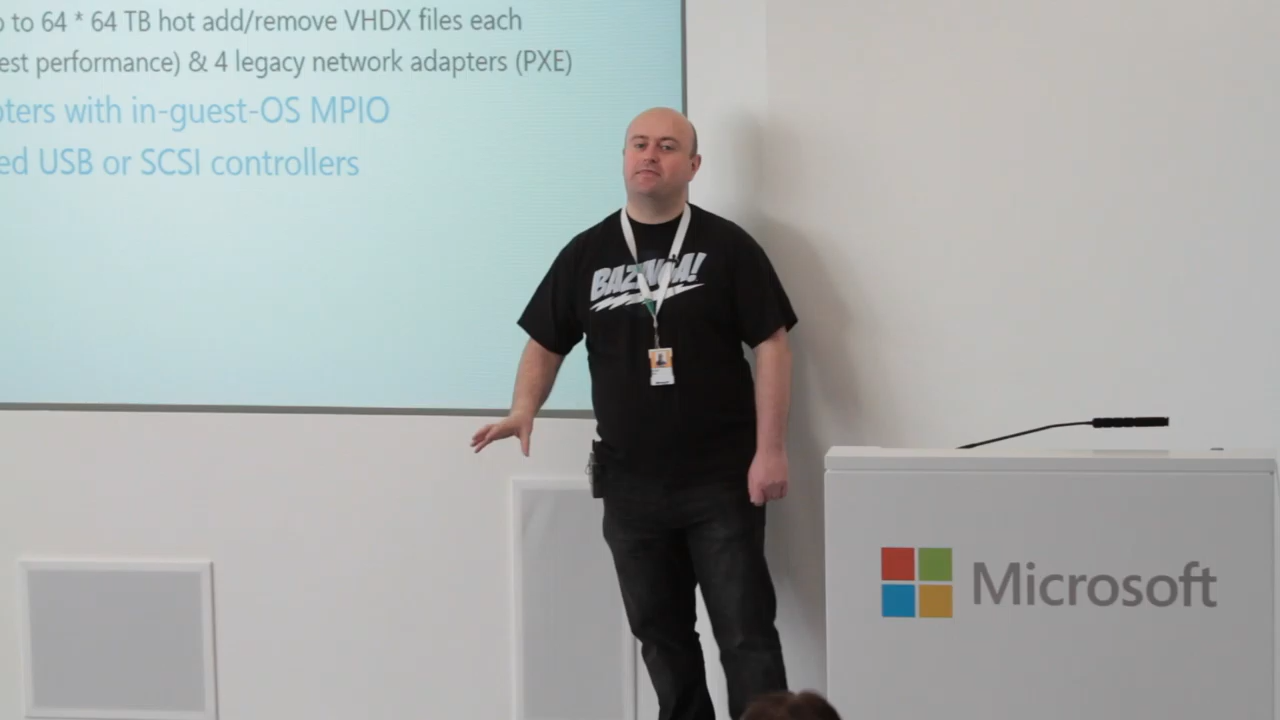 to 64 * 64 TB hot add/remove VHDX files each
est performance) & 4 legacy network adapters (PXE)
pters with in-guest-OS MPIO
ed USB or SCSI controllers
BAZINGA!
Microsoft